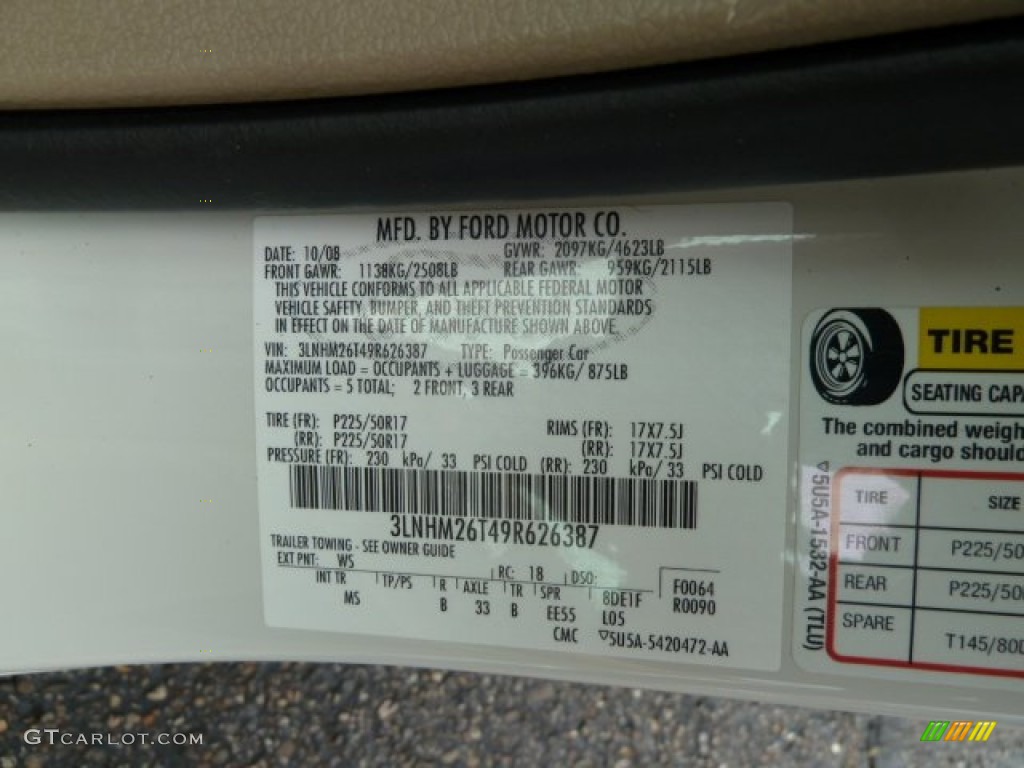 MFD. BY FORD MOTOR CO.
DATE: 10/08 GVWR: 2097KG/4623LB
FRONT GAWR: 1138KG/2508LB REAR GAWR: 959KG/2115LB
THIS VEHICLE CONFORMS TO ALL APPLICABLE FEDERAL MOTOR
VEHICLE SAFETY, BUMPER, AND THEFT PREVENTION STANDARDS
IN EFFECT ON THE DATE OF MANUFACTURE SHOWN ABOVE.
VIN: 3LNHM26T49R626387 TYPE: Passenger Car
MAXIMUM LOAD = OCCUPANTS + LUGGAGE = 396KG/ 875LB
OCCUPANTS = 5 TOTAL; 2 FRONT, 3 REAR
TIRE (FR): P225/50R17 RIMS (FR): 17X7.5J
(RR): P225/50R17 (RR): 17X7.5J
PRESSURE (FR): 230 kPa/ 33 PSI COLD (RR): 230 kPa/ 33 PSI COLD
3LNHM26T49R626387
TRAILER TOWING - SEE OWNER GUIDE
EXT PNT: WS RC: 18 DSO:
INT TR TP/PS R AXLE TR SPR 8DE1F F0064
MS B 33 B EE55 L05 R0090
CMC ▽5U5A-5420472-AA
TIRE
SEATING CAPA
The combined weigh
and cargo shoul
▽5U5A-1532-AA (TLU)
TIRE SIZE
FRONT P225/50
REAR P225/50
SPARE T145/80
GTCARLOT.COM